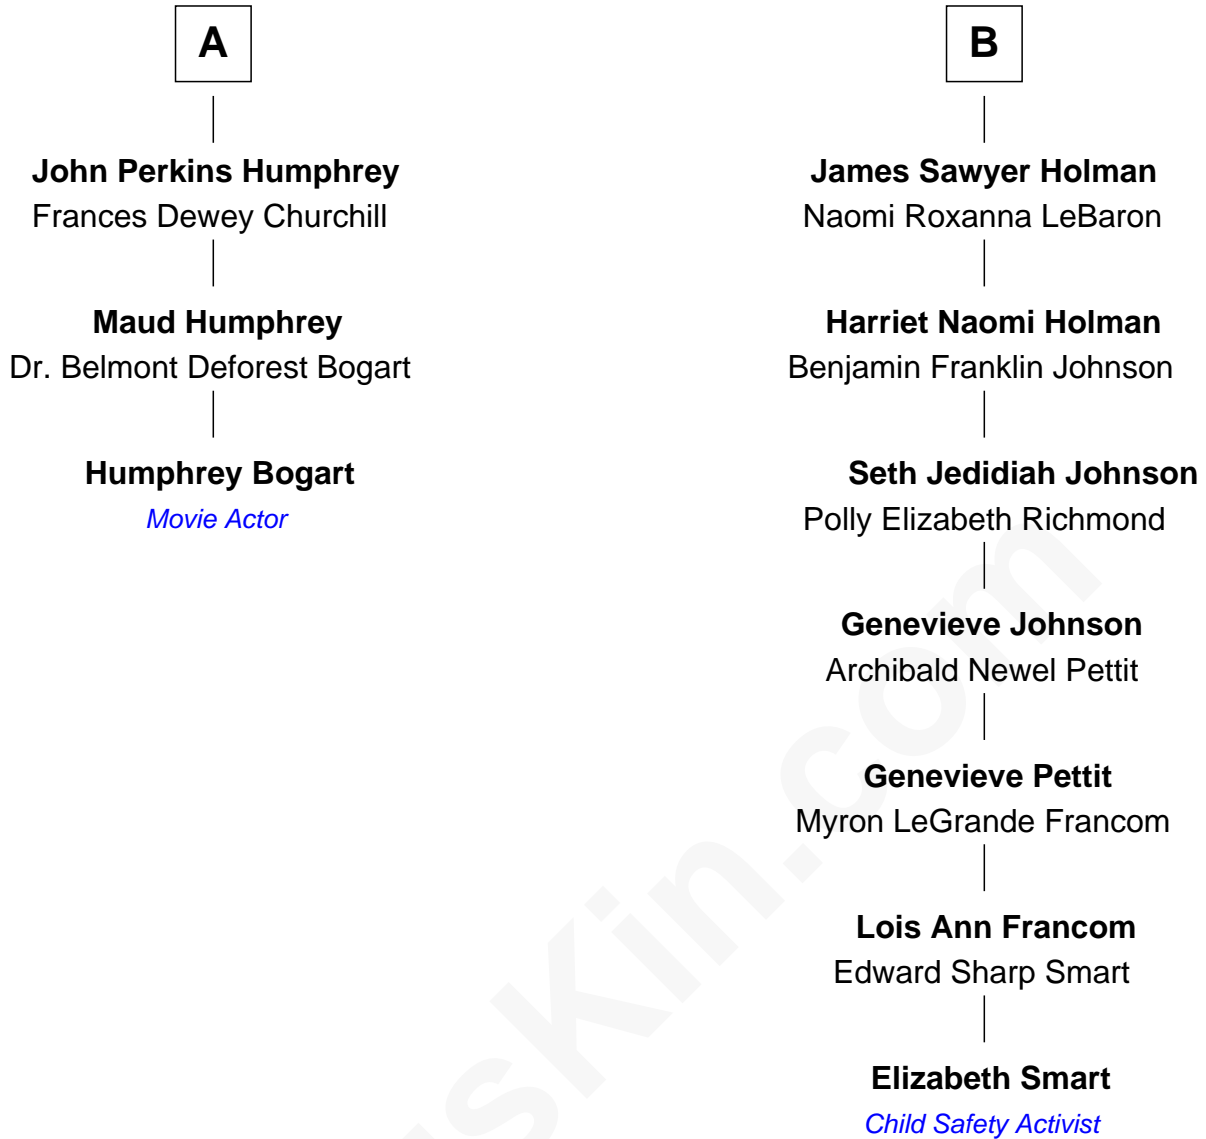 A
John Perkins Humphrey
Frances Dewey Churchill
Maud Humphrey
Dr. Belmont Deforest Bogart
Humphrey Bogart
Movie Actor
B
James Sawyer Holman
Naomi Roxanna LeBaron
Harriet Naomi Holman
Benjamin Franklin Johnson
Seth Jedidiah Johnson
Polly Elizabeth Richmond
Genevieve Johnson
Archibald Newel Pettit
Genevieve Pettit
Myron LeGrande Francom
Lois Ann Francom
Edward Sharp Smart
Elizabeth Smart
Child Safety Activist
sKin.com